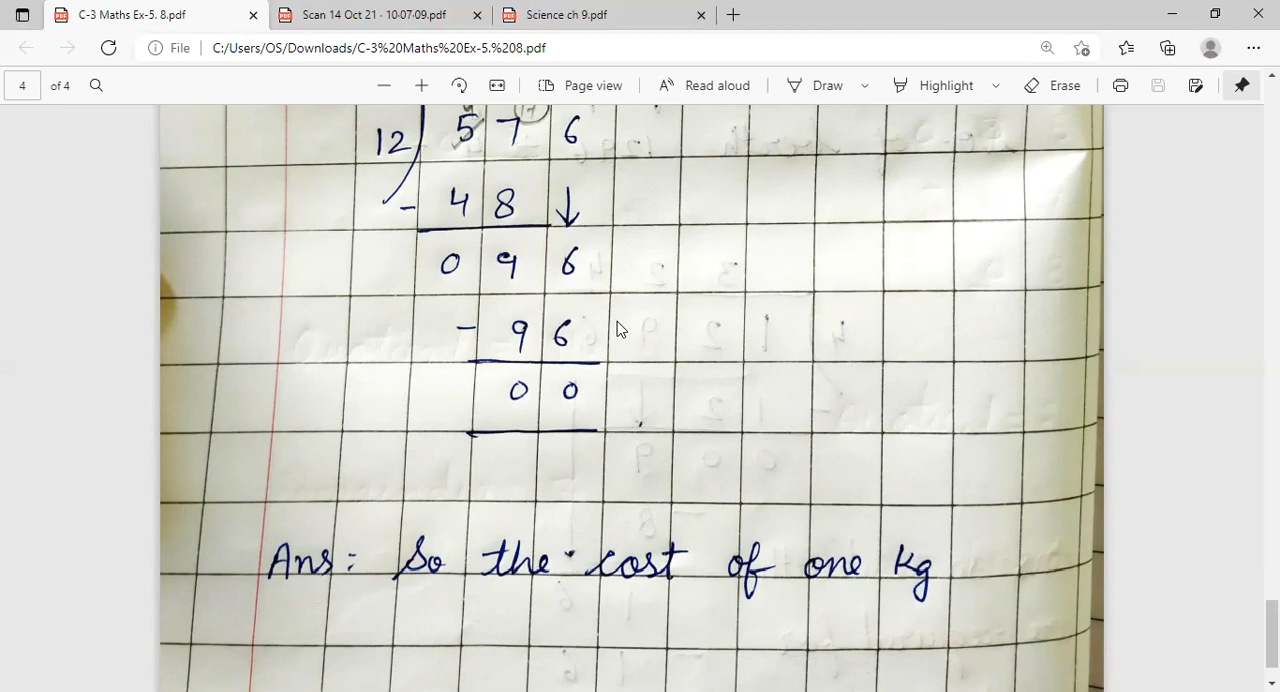 C-3 Maths Ex-5. 8.pdf
Scan 14 Oct 21 - 10-07-09.pdf
Science ch 9.pdf
File
C:/Users/OS/Downloads/C-3%20Maths%20Ex-5.%208.pdf
4 of 4
Page view
Read aloud
Draw
Highlight
Erase
12) 5 7 6
- 4 8 ↓
0 9 6
- 9 6
0 0
Ans: So the cost of one kg